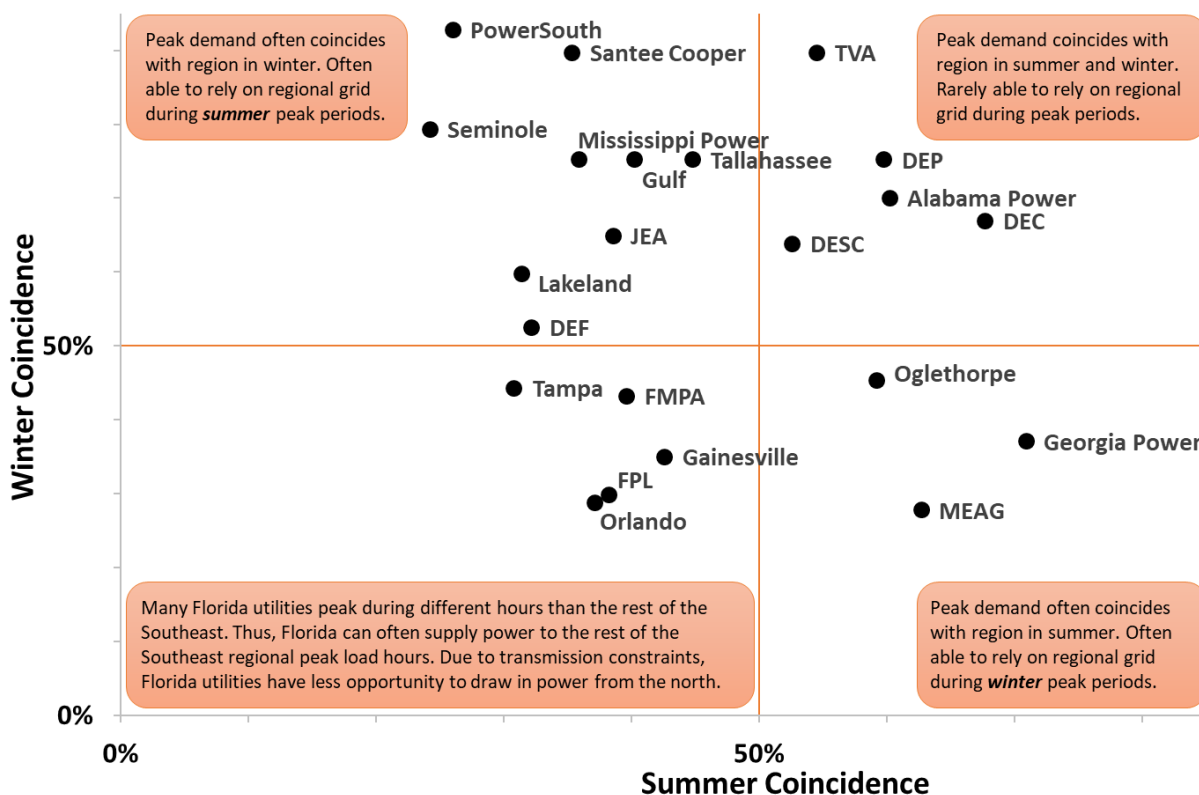 Peak demand often coincides
with region in winter. Often
able to rely on regional grid
during summer peak periods.
PowerSouth
Santee Cooper
TVA
Peak demand coincides with
region in summer and winter.
Rarely able to rely on regional
grid during peak periods.
Seminole
Mississippi Power
Tallahassee
Gulf
DEP
Alabama Power
DEC
JEA
DESC
Lakeland
DEF
Winter Coincidence
50%
Oglethorpe
Tampa
FMPA
Georgia Power
Gainesville
FPL
Orlando
MEAG
Many Florida utilities peak during different hours than the rest of the
Southeast. Thus, Florida can often supply power to the rest of the
Southeast regional peak load hours. Due to transmission constraints,
Florida utilities have less opportunity to draw in power from the north.
Peak demand often coincides
with region in summer. Often
able to rely on regional grid
during winter peak periods.
0%
0%
50%
Summer Coincidence